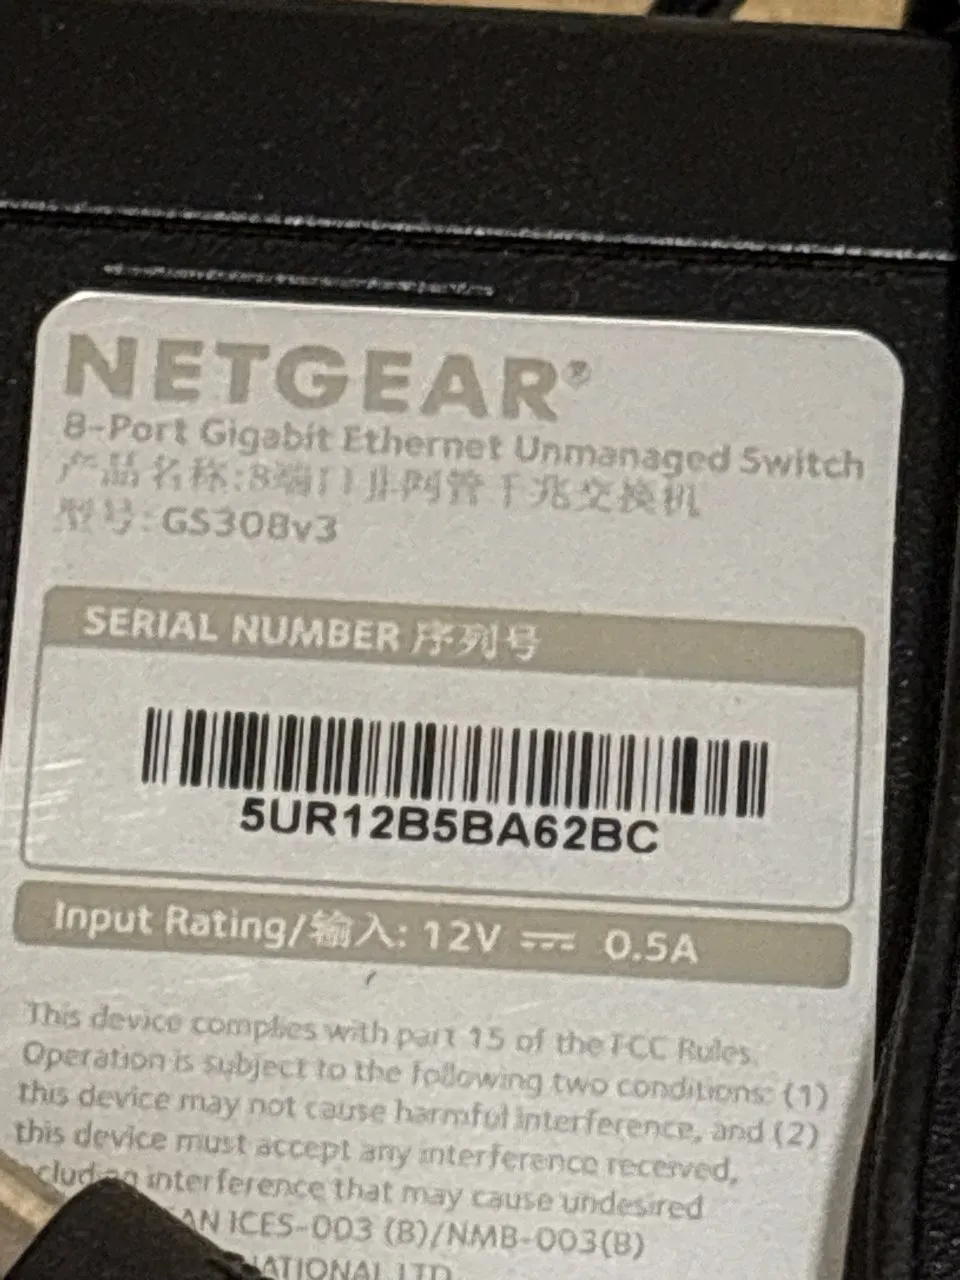 NETGEAR®
8-Port Gigabit Ethernet Unmanaged Switch
产品名称:8端口非网管千兆交换机
型号: GS308v3
SERIAL NUMBER 序列号
5UR12B5BA62BC
Input Rating/输入: 12V ⎓ 0.5A
This device complies with part 15 of the FCC Rules.
Operation is subject to the following two conditions: (1)
this device may not cause harmful interference, and (2)
this device must accept any interference received,
including interference that may cause undesired
AN ICES-003 (B)/NMB-003(B)
NATIONAL LTD